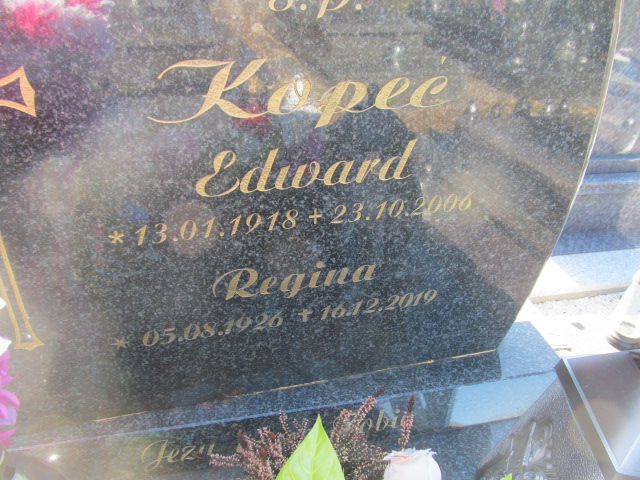 ś.p.
Kopeć
Edward
* 13.01.1918 + 23.10.2006
Regina
* 05.08.1926 + 16.12.2019